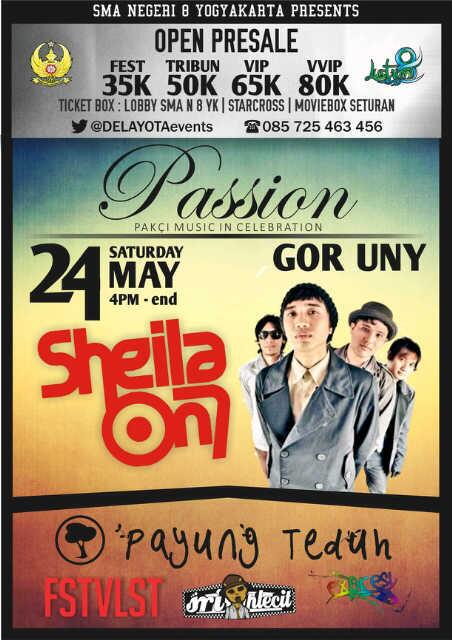 SMA NEGERI 8 YOGYAKARTA PRESENTS
OPEN PRESALE
FEST TRIBUN VIP VVIP
35K 50K 65K 80K
TICKET BOX : LOBBY SMA N 8 YK | STARCROSS | MOVIEBOX SETURAN
@DELAYOTAevents 085 725 463 456
Passion
PAKÇI MUSIC IN CELEBRATION
24 SATURDAY
MAY
4PM - end
GOR UNY
Sheila
On7
Payung Teduh
FSTVLST